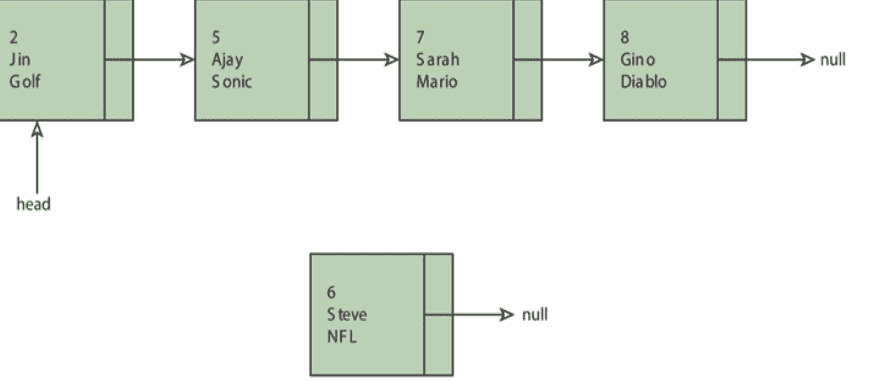 2
Jin
Golf
5
Ajay
Sonic
7
Sarah
Mario
8
Gino
Diablo
null
head
6
Steve
NFL
null